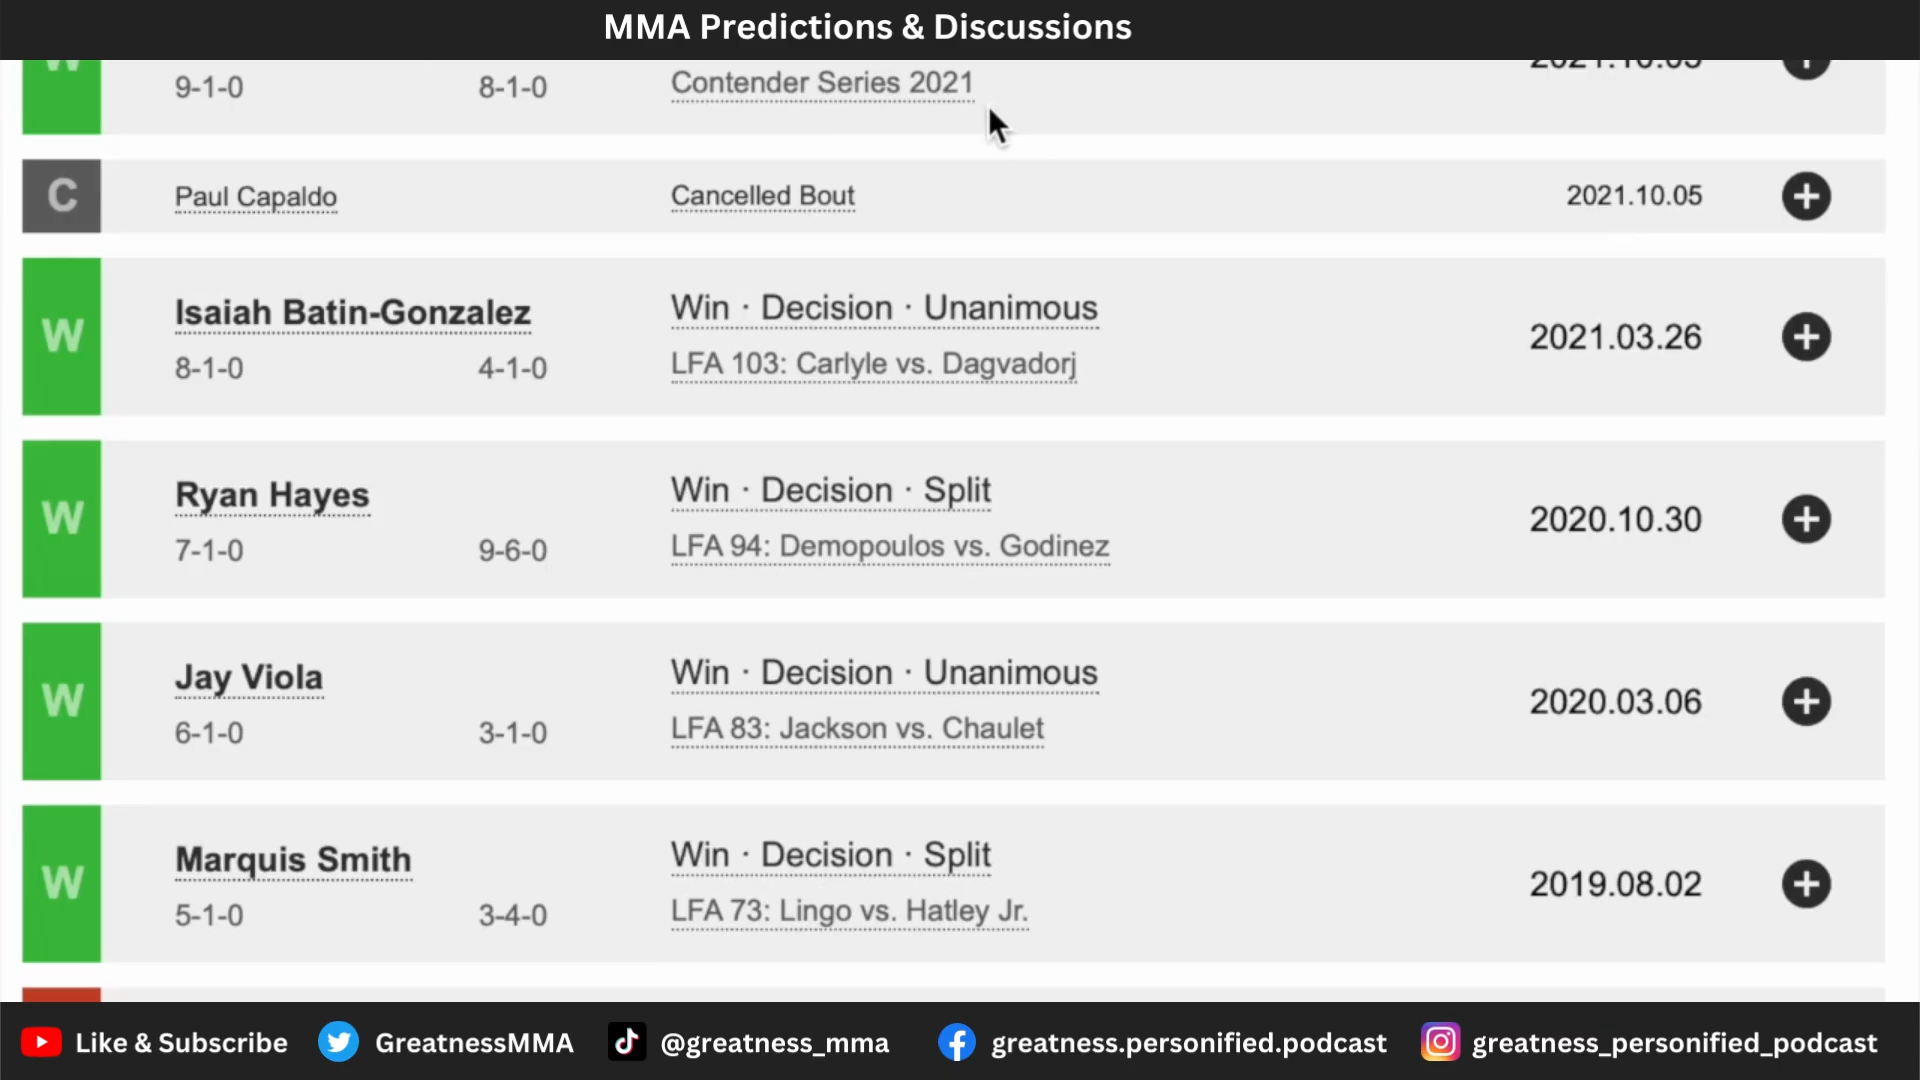 MMA Predictions & Discussions
W
9-1-0 8-1-0 Contender Series 2021 2021.10.05
C Paul Capaldo Cancelled Bout 2021.10.05
Isaiah Batin-Gonzalez Win · Decision · Unanimous
W 2021.03.26
8-1-0 4-1-0 LFA 103: Carlyle vs. Dagvadorj
Ryan Hayes Win · Decision · Split
W 2020.10.30
7-1-0 9-6-0 LFA 94: Demopoulos vs. Godinez
Jay Viola Win · Decision · Unanimous
W 2020.03.06
6-1-0 3-1-0 LFA 83: Jackson vs. Chaulet
Marquis Smith Win · Decision · Split
W 2019.08.02
5-1-0 3-4-0 LFA 73: Lingo vs. Hatley Jr.
Like & Subscribe GreatnessMMA @greatness_mma greatness.personified.podcast greatness_personified_podcast